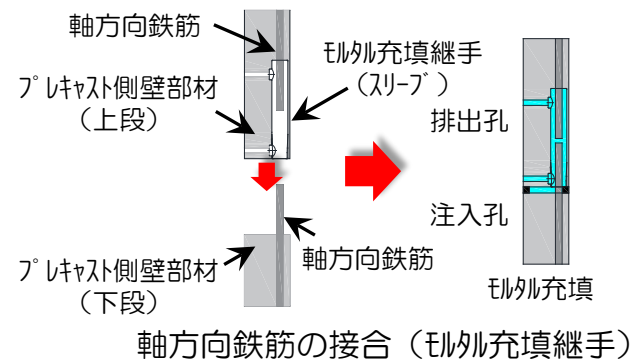 軸方向鉄筋
プレキャスト側壁部材
（上段）
モルタル充填継手
（スリーブ）
排出孔
注入孔
プレキャスト側壁部材
（下段）
軸方向鉄筋
モルタル充填
軸方向鉄筋の接合（モルタル充填継手）